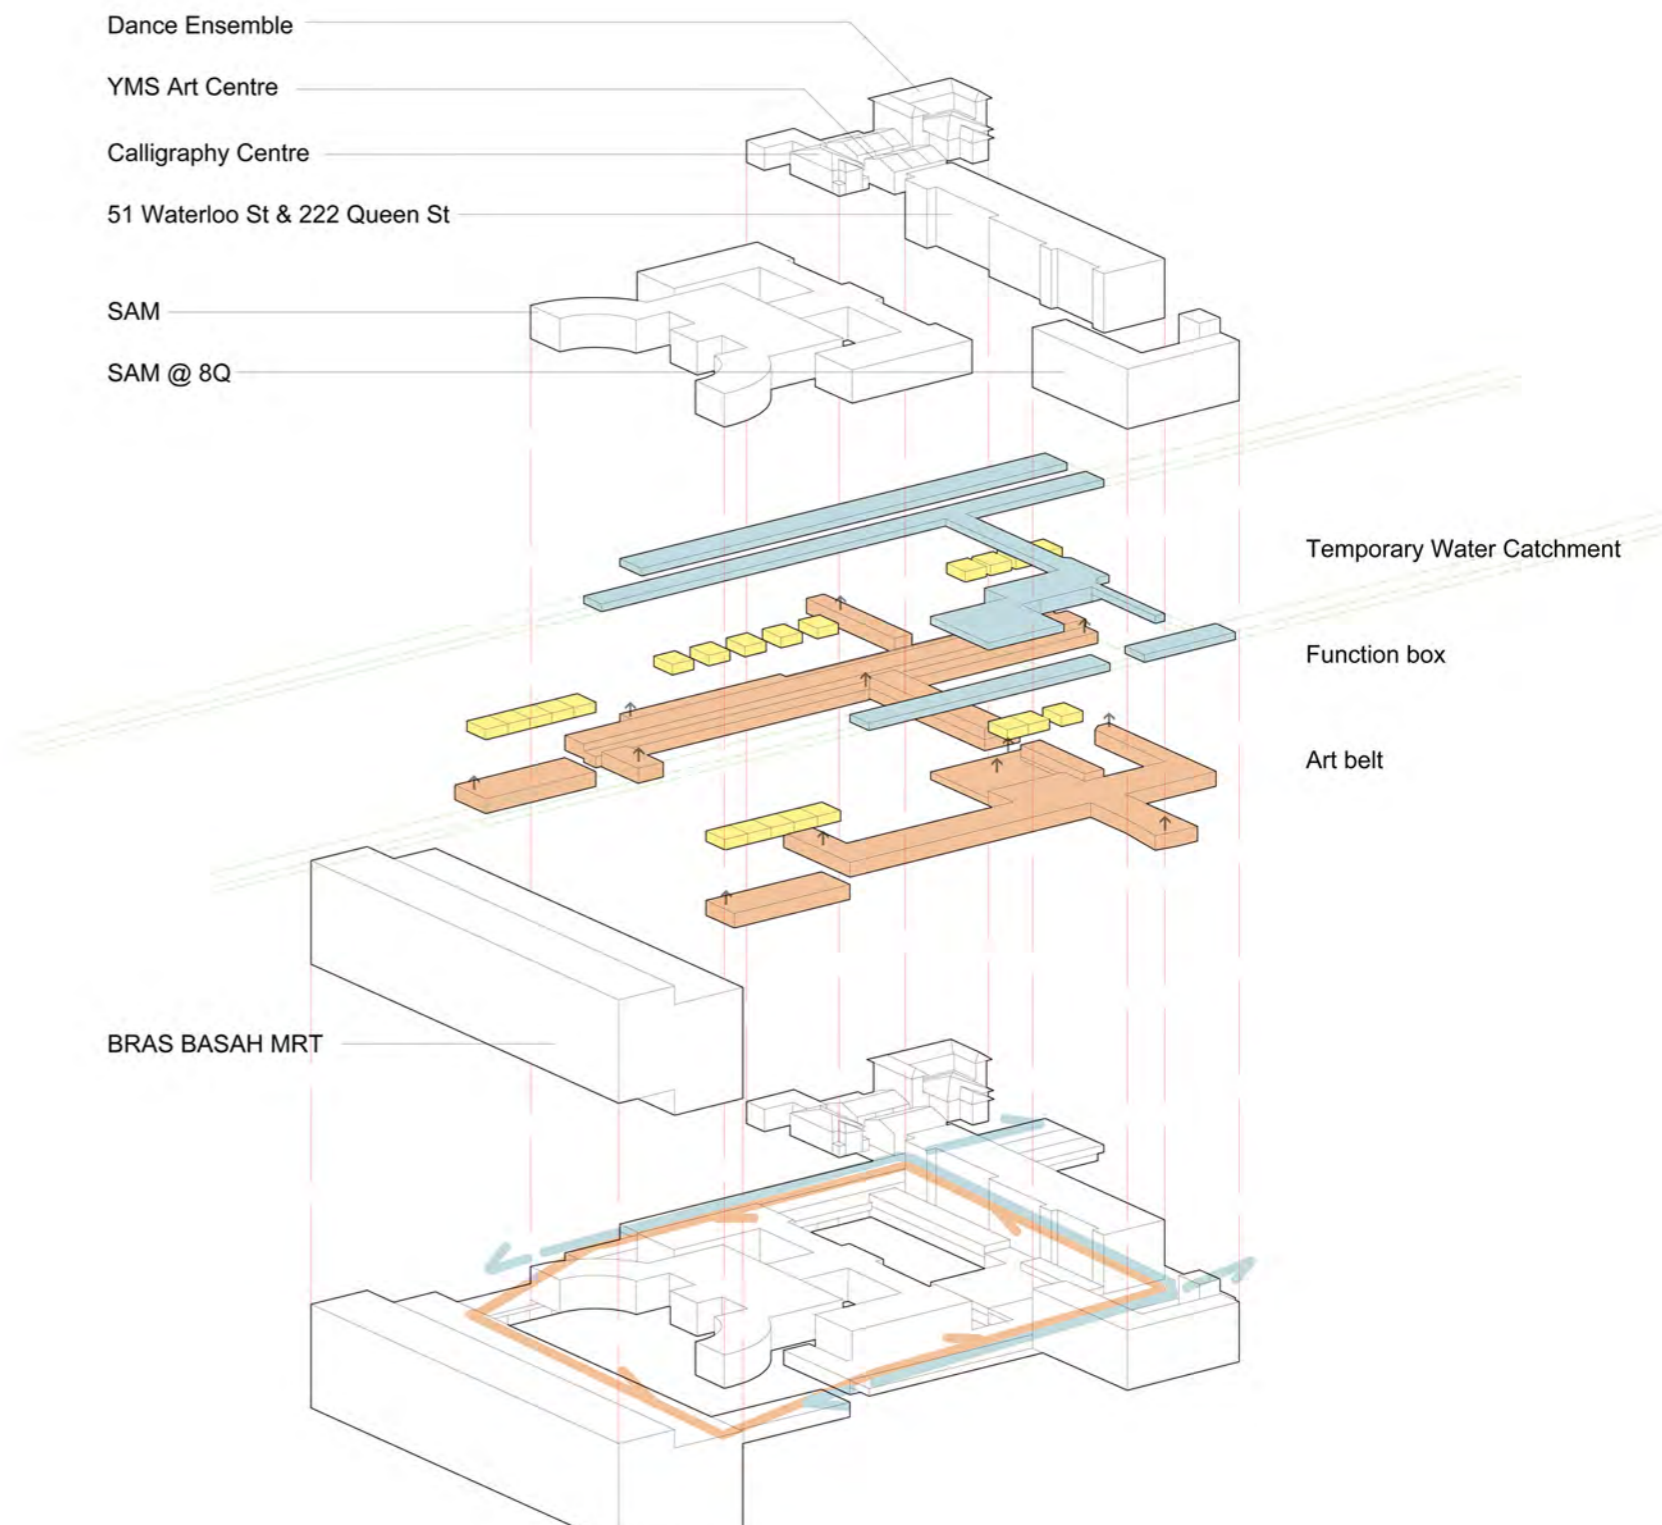 Dance Ensemble
YMS Art Centre
Calligraphy Centre
51 Waterloo St & 222 Queen St
SAM
SAM @ 8Q
Temporary Water Catchment
Function box
Art belt
BRAS BASAH MRT